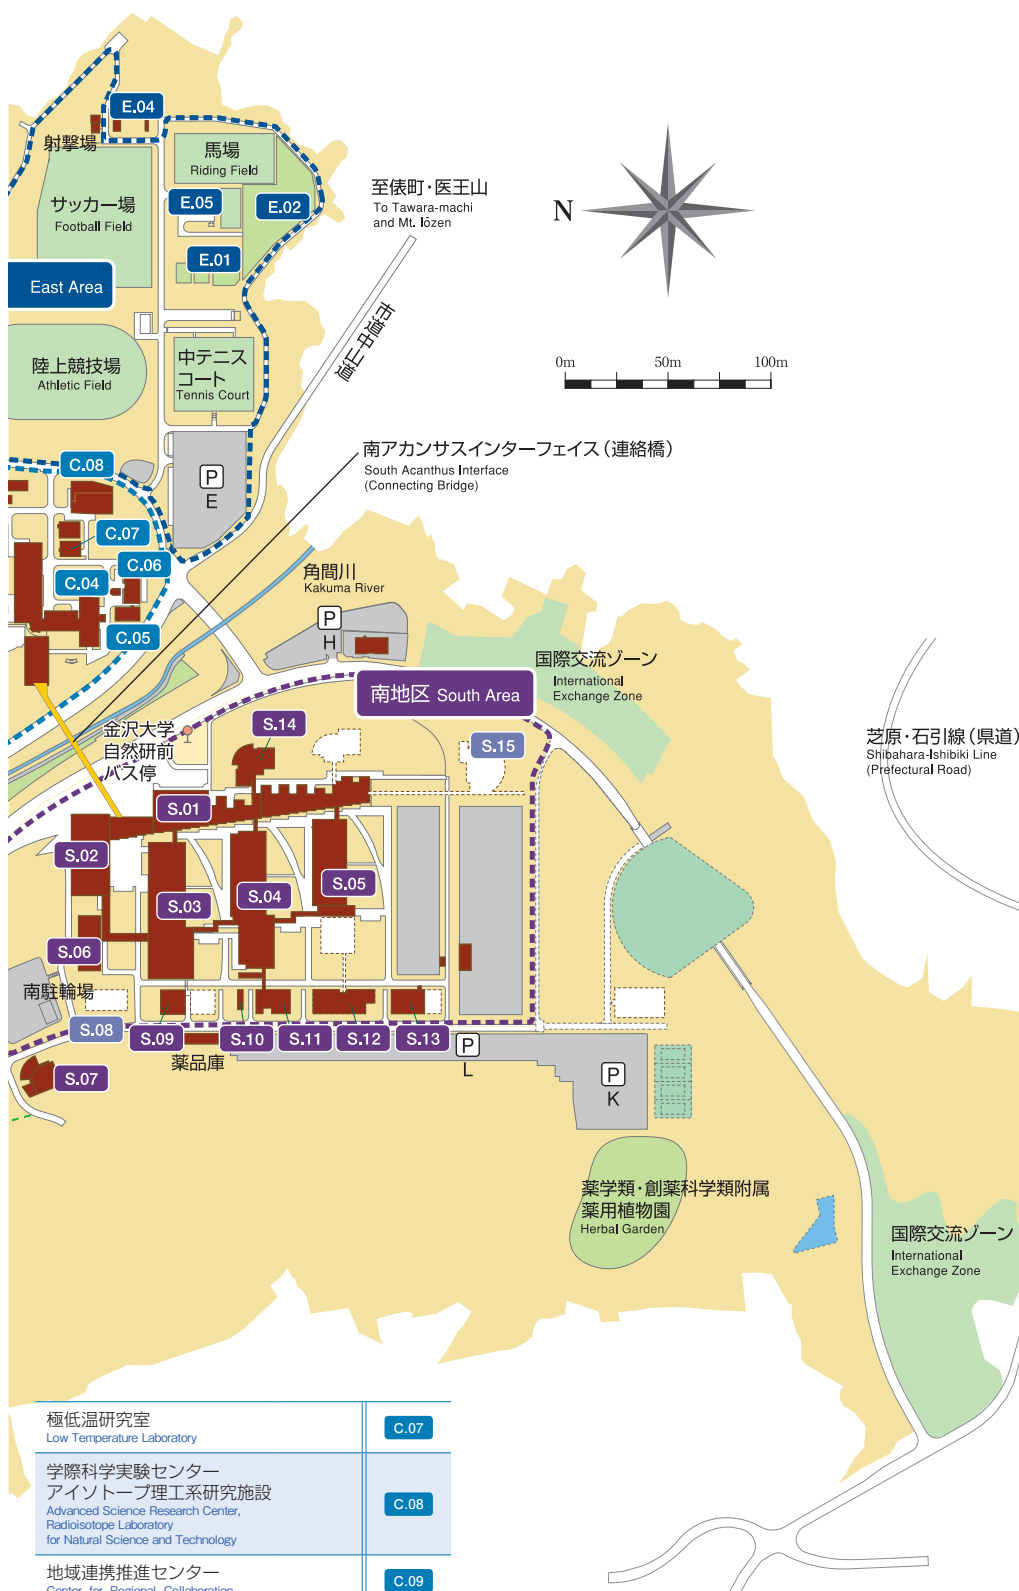 E.04
射撃場
馬場
Riding Field
サッカー場
Football Field
E.05
E.02
E.01
East Area
至俵町・医王山
To Tawara-machi
and Mt. Iōzen
市道中山道
N
0m 50m 100m
陸上競技場
Athletic Field
中テニス
コート
Tennis Court
南アカンサスインターフェイス（連絡橋）
South Acanthus Interface
(Connecting Bridge)
C.08
P
E
C.07
C.06
C.04
C.05
角間川
Kakuma River
P
H
国際交流ゾーン
International
Exchange Zone
南地区 South Area
金沢大学
自然研前
バス停
S.14
S.15
芝原・石引線（県道）
Shibahara-Ishibiki Line
(Prefectural Road)
S.01
S.02
S.03
S.04
S.05
S.06
南駐輪場
S.08
S.09
S.10
S.11
S.12
S.13
薬品庫
S.07
P
L
P
K
薬学類・創薬科学類附属
薬用植物園
Herbal Garden
国際交流ゾーン
International
Exchange Zone
極低温研究室
Low Temperature Laboratory
C.07
学際科学実験センター
アイソトープ理工系研究施設
Advanced Science Research Center,
Radioisotope Laboratory
for Natural Science and Technology
C.08
地域連携推進センター
Center for Regional Collaboration
C.09